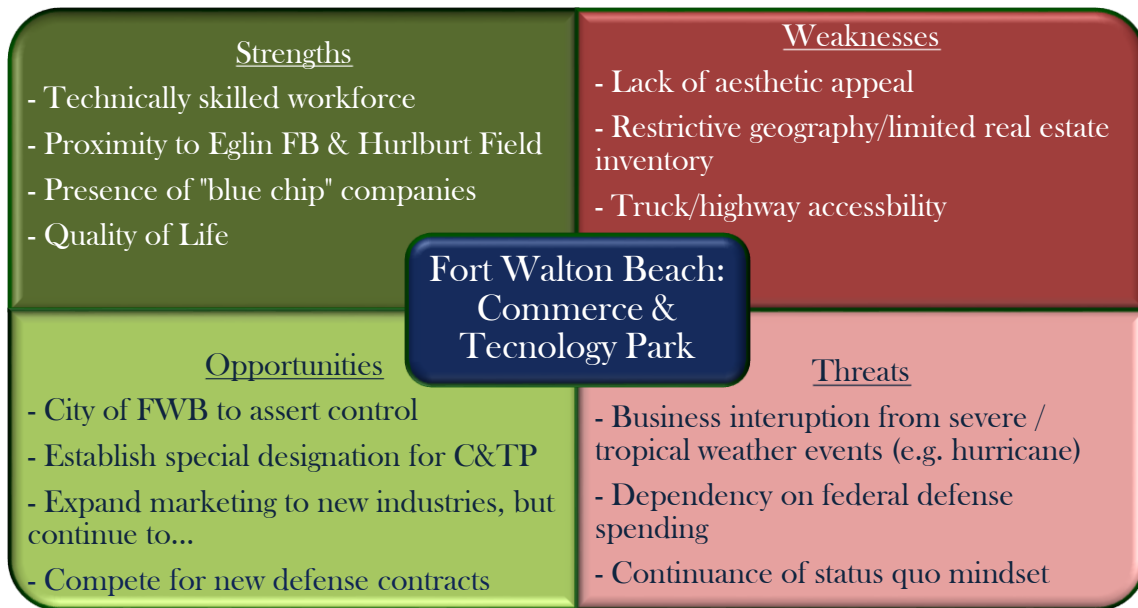 Strengths
- Technically skilled workforce
- Proximity to Eglin FB & Hurlburt Field
- Presence of "blue chip" companies
- Quality of Life
Weaknesses
- Lack of aesthetic appeal
- Restrictive geography/limited real estate
inventory
- Truck/highway accessbility
Fort Walton Beach:
Commerce &
Tecnology Park
Opportunities
- City of FWB to assert control
- Establish special designation for C&TP
- Expand marketing to new industries, but
continue to...
- Compete for new defense contracts
Threats
- Business interuption from severe /
tropical weather events (e.g. hurricane)
- Dependency on federal defense
spending
- Continuance of status quo mindset